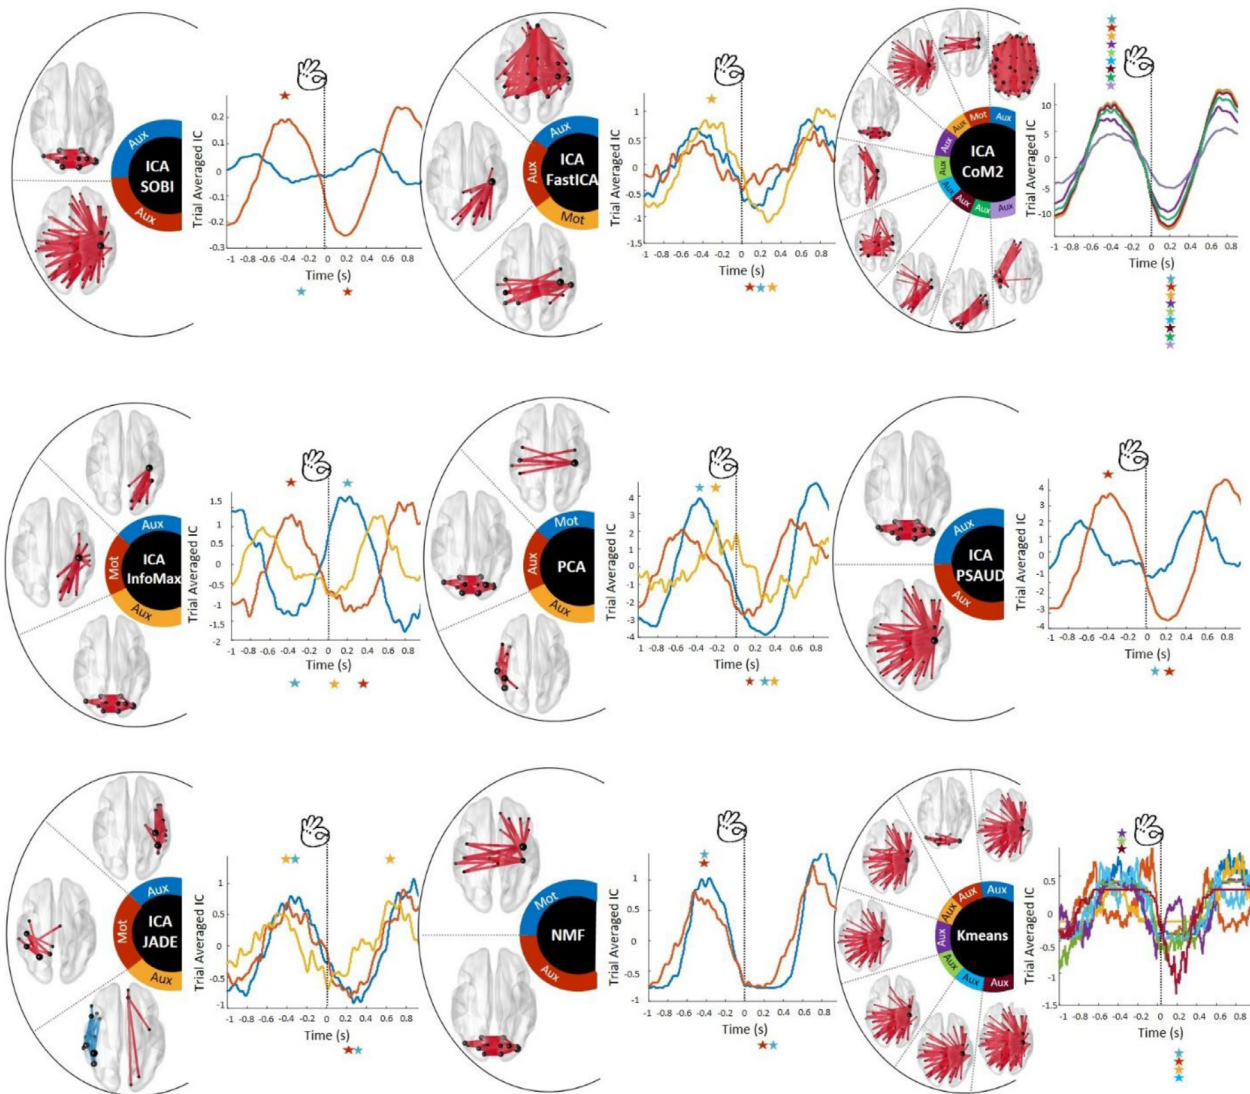 Aux
ICA
SOBI
Aux
Trial Averaged IC
0.2
0.1
0
-0.1
-0.2
0.3
-1 -0.8 -0.6 -0.4 -0.2 0 0.2 0.4 0.6 0.8
Time (s)
Aux
Aux
ICA
FastICA
Mot
Trial Averaged IC
1
0.5
0
-0.5
-1
-1.5
-1 -0.8 -0.6 -0.4 -0.2 0 0.2 0.4 0.6 0.8
Time (s)
Aux
Mot
Aux
Aux
Aux
Aux
Aux
Aux
ICA
CoM2
Trial Averaged IC
10
5
0
-5
-10
-1 -0.8 -0.6 -0.4 -0.2 0 0.2 0.4 0.6 0.8
Time (s)
Aux
Mot
ICA
InfoMax
Aux
Trial Averaged IC
1.5
1
0.5
0
-0.5
-1
-1.5
-2
-1 -0.8 -0.6 -0.4 -0.2 0 0.2 0.4 0.6 0.8
Time (s)
Mot
Aux
PCA
Aux
Trial Averaged IC
4
3
2
1
0
-1
-2
-3
-4
-1 -0.8 -0.6 -0.4 -0.2 0 0.2 0.4 0.6 0.8
Time (s)
Aux
ICA
PSAUD
Aux
Trial Averaged IC
4
3
2
1
0
-1
-2
-3
-4
-1 -0.8 -0.6 -0.4 -0.2 0 0.2 0.4 0.6 0.8
Time (s)
Aux
Mot
ICA
JADE
Aux
Trial Averaged IC
1
0.5
0
-0.5
-1
-1 -0.8 -0.6 -0.4 -0.2 0 0.2 0.4 0.6 0.8
Time (s)
Mot
NMF
Aux
Trial Averaged IC
1
0.5
0
-0.5
-1
-1 -0.8 -0.6 -0.4 -0.2 0 0.2 0.4 0.6 0.8
Time (s)
Aux
Aux
Aux
Aux
Aux
Aux
Aux
Kmeans
Trial Averaged IC
0.5
0
-0.5
-1
-1.5
-1 -0.8 -0.6 -0.4 -0.2 0 0.2 0.4 0.6 0.8
Time (s)